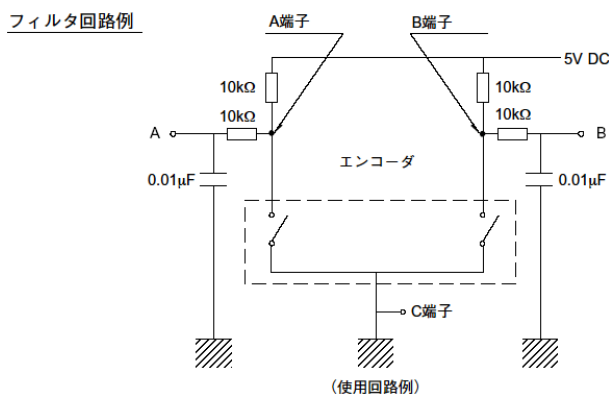 フィルタ回路例
A端子
B端子
5V DC
10kΩ
10kΩ
10kΩ
10kΩ
A
B
エンコーダ
0.01μF
0.01μF
C端子
（使用回路例）